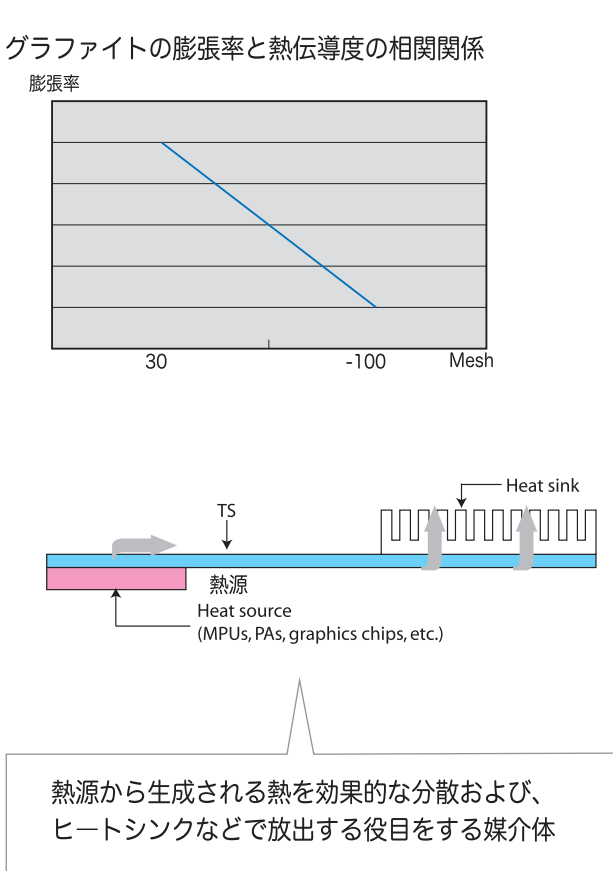 グラファイトの膨張率と熱伝導度の相関関係
膨張率
30
-100
Mesh
Heat sink
TS
熱源
Heat source
(MPUs, PAs, graphics chips, etc.)
熱源から生成される熱を効果的な分散および、
ヒートシンクなどで放出する役目をする媒介体